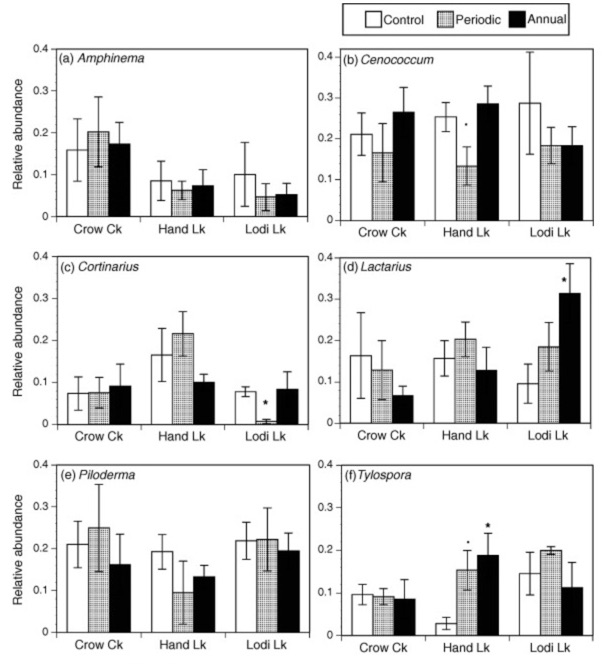 Control Periodic Annual
(a) Amphinema
(b) Cenococcum
Relative abundance
0.4
0.3
0.2
0.1
0
Crow Ck Hand Lk Lodi Lk
0.4
0.3
0.2
0.1
0
*
Crow Ck Hand Lk Lodi Lk
(c) Cortinarius
(d) Lactarius
Relative abundance
0.4
0.3
0.2
0.1
0
*
Crow Ck Hand Lk Lodi Lk
0.4
0.3
0.2
0.1
0
*
Crow Ck Hand Lk Lodi Lk
(e) Piloderma
(f) Tylospora
Relative abundance
0.4
0.3
0.2
0.1
0
Crow Ck Hand Lk Lodi Lk
0.4
0.3
0.2
0.1
0
* *
Crow Ck Hand Lk Lodi Lk